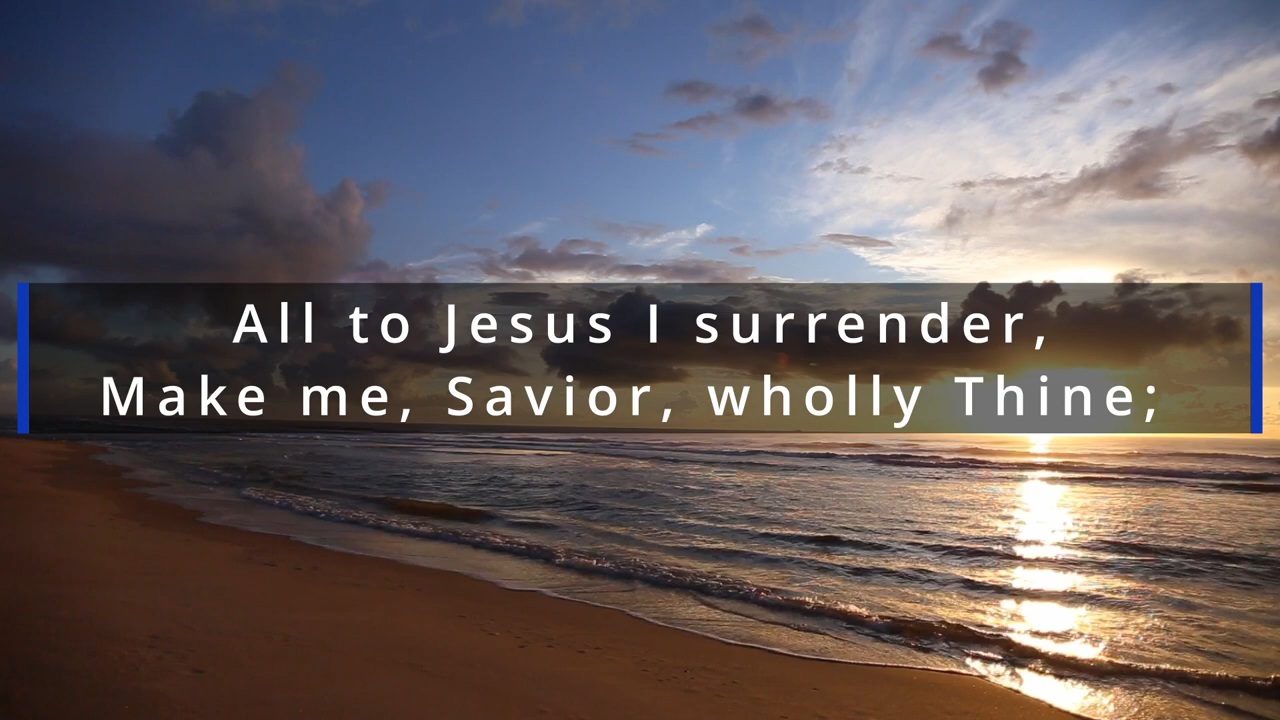 All to Jesus I surrender,
Make me, Savior, wholly Thine;